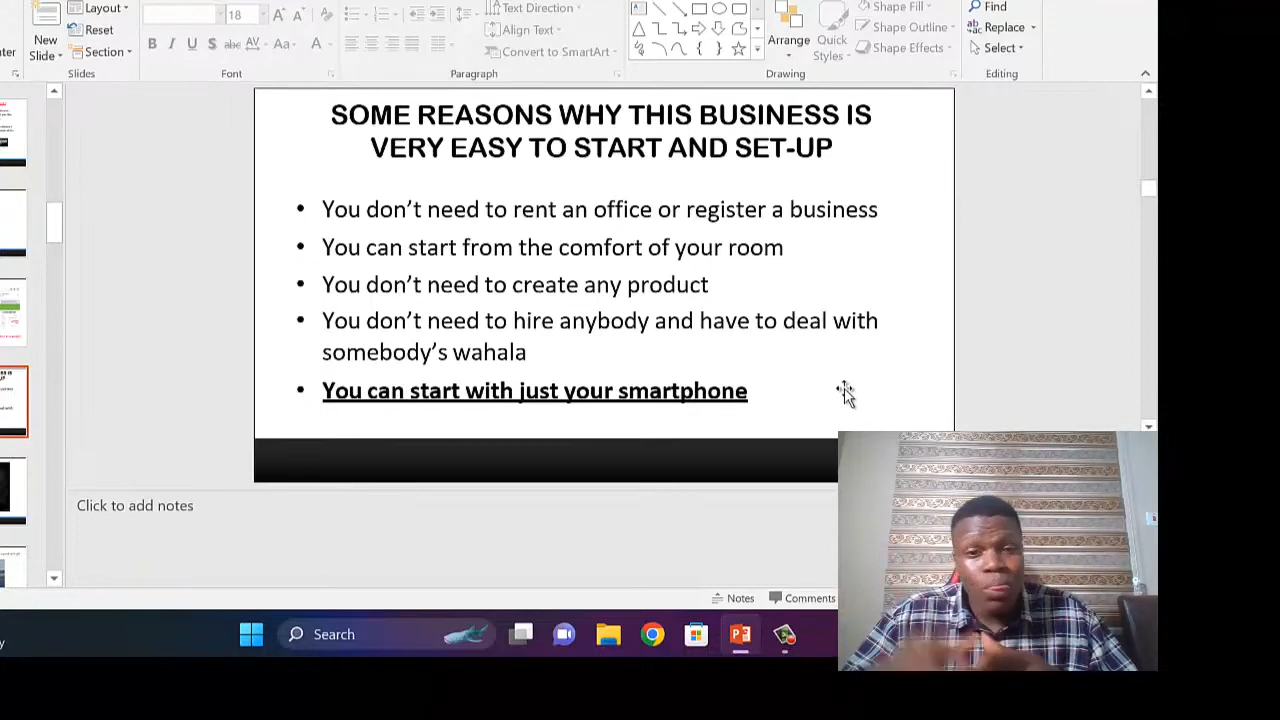 Layout
Reset
New
Slide
Section
Slides
18
B I U S abc AV Aa A
Font
Text Direction
Align Text
Convert to SmartArt
Paragraph
Arrange
Quick
Styles
Shape Fill
Shape Outline
Shape Effects
Drawing
Find
Replace
Select
Editing
SOME REASONS WHY THIS BUSINESS IS
VERY EASY TO START AND SET-UP
• You don’t need to rent an office or register a business
• You can start from the comfort of your room
• You don’t need to create any product
• You don’t need to hire anybody and have to deal with
somebody’s wahala
• You can start with just your smartphone
Click to add notes
Notes
Comments
Search